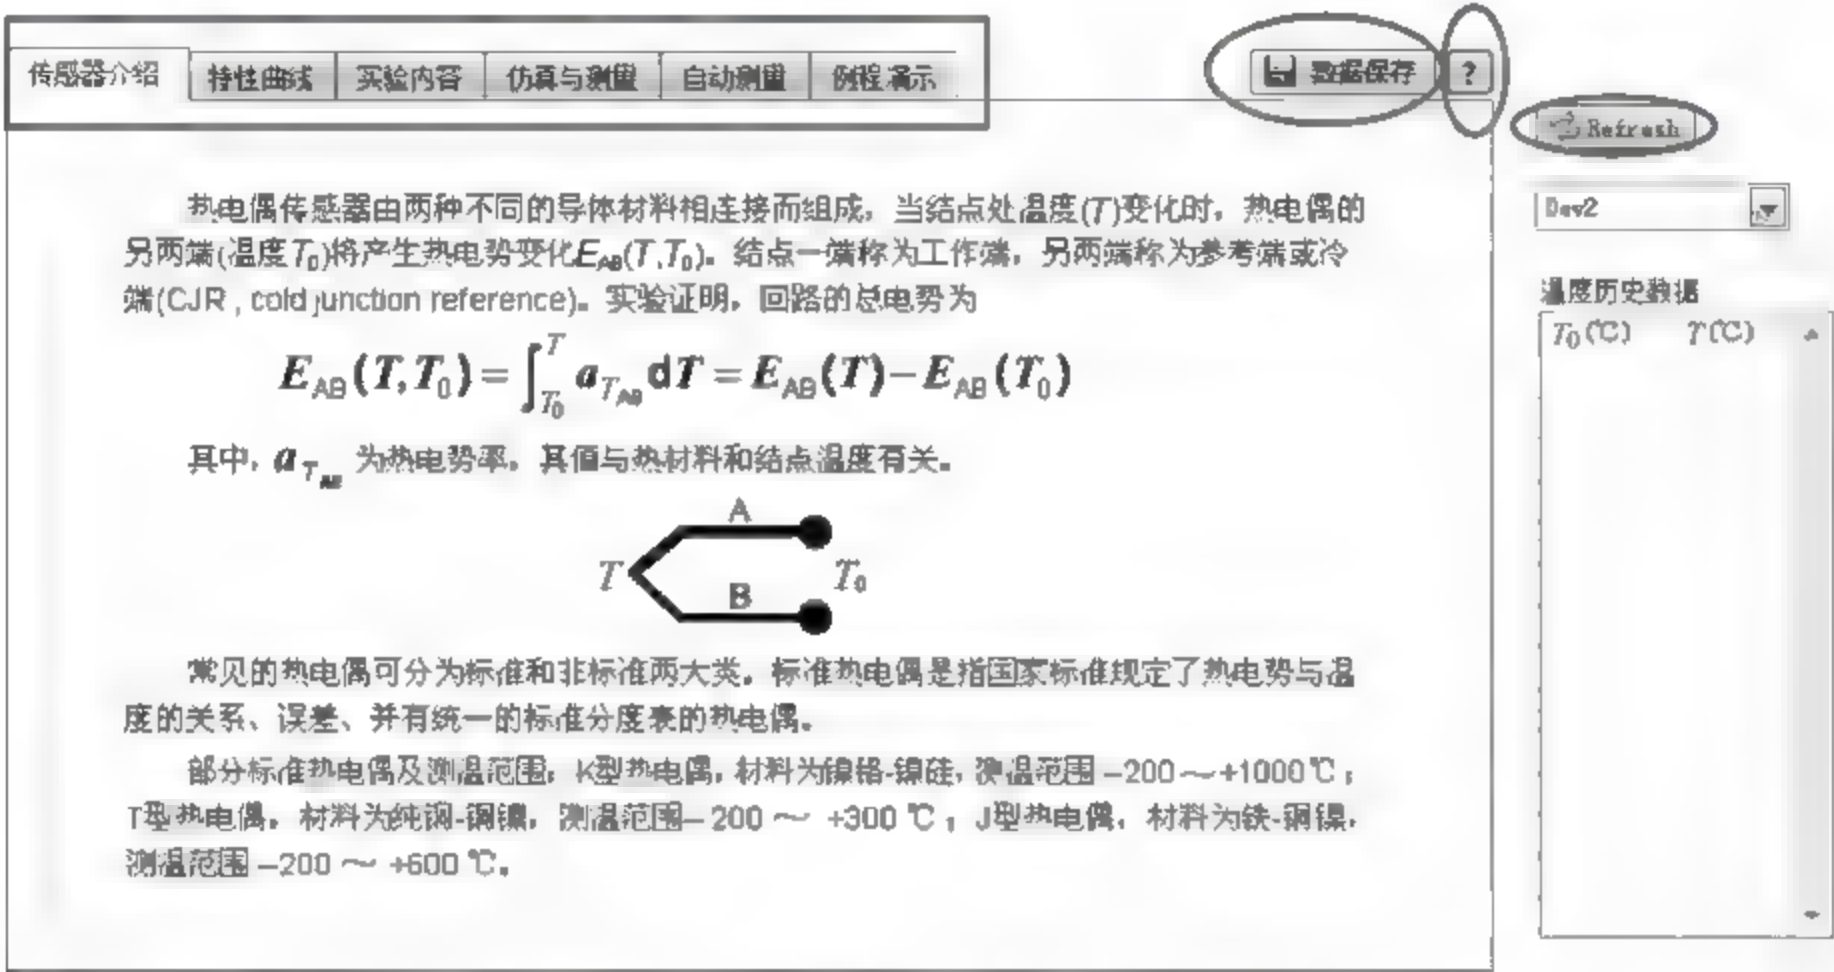 传感器介绍 特性曲线 实验内容 仿真与测量 自动测量 例程演示 数据保存 ?
Refresh
Dev2
热电偶传感器由两种不同的导体材料相连接而组成，当结点处温度(T)变化时，热电偶的
另两端(温度T₀)将产生热电势变化E_AB(T,T₀)。结点一端称为工作端，另两端称为参考端或冷
端(CJR , cold junction reference)。实验证明，回路的总电势为
E_AB(T,T₀)=∫_{T₀}^{T} a_{T_AB} dT = E_AB(T)−E_AB(T₀)
其中，a_{T_AB} 为热电势率，其值与热材料和结点温度有关。
A
T T₀
B
常见的热电偶可分为标准和非标准两大类。标准热电偶是指国家标准规定了热电势与温
度的关系、误差、并有统一的标准分度表的热电偶。
部分标准热电偶及测温范围：K型热电偶，材料为镍铬-镍硅，测温范围 –200～+1000℃；
T型热电偶，材料为纯铜-铜镍，测温范围– 200 ～ +300 ℃；J型热电偶，材料为铁-铜镍，
测温范围 –200 ～ +600 ℃。
温度历史数据
T₀(℃) T(℃)